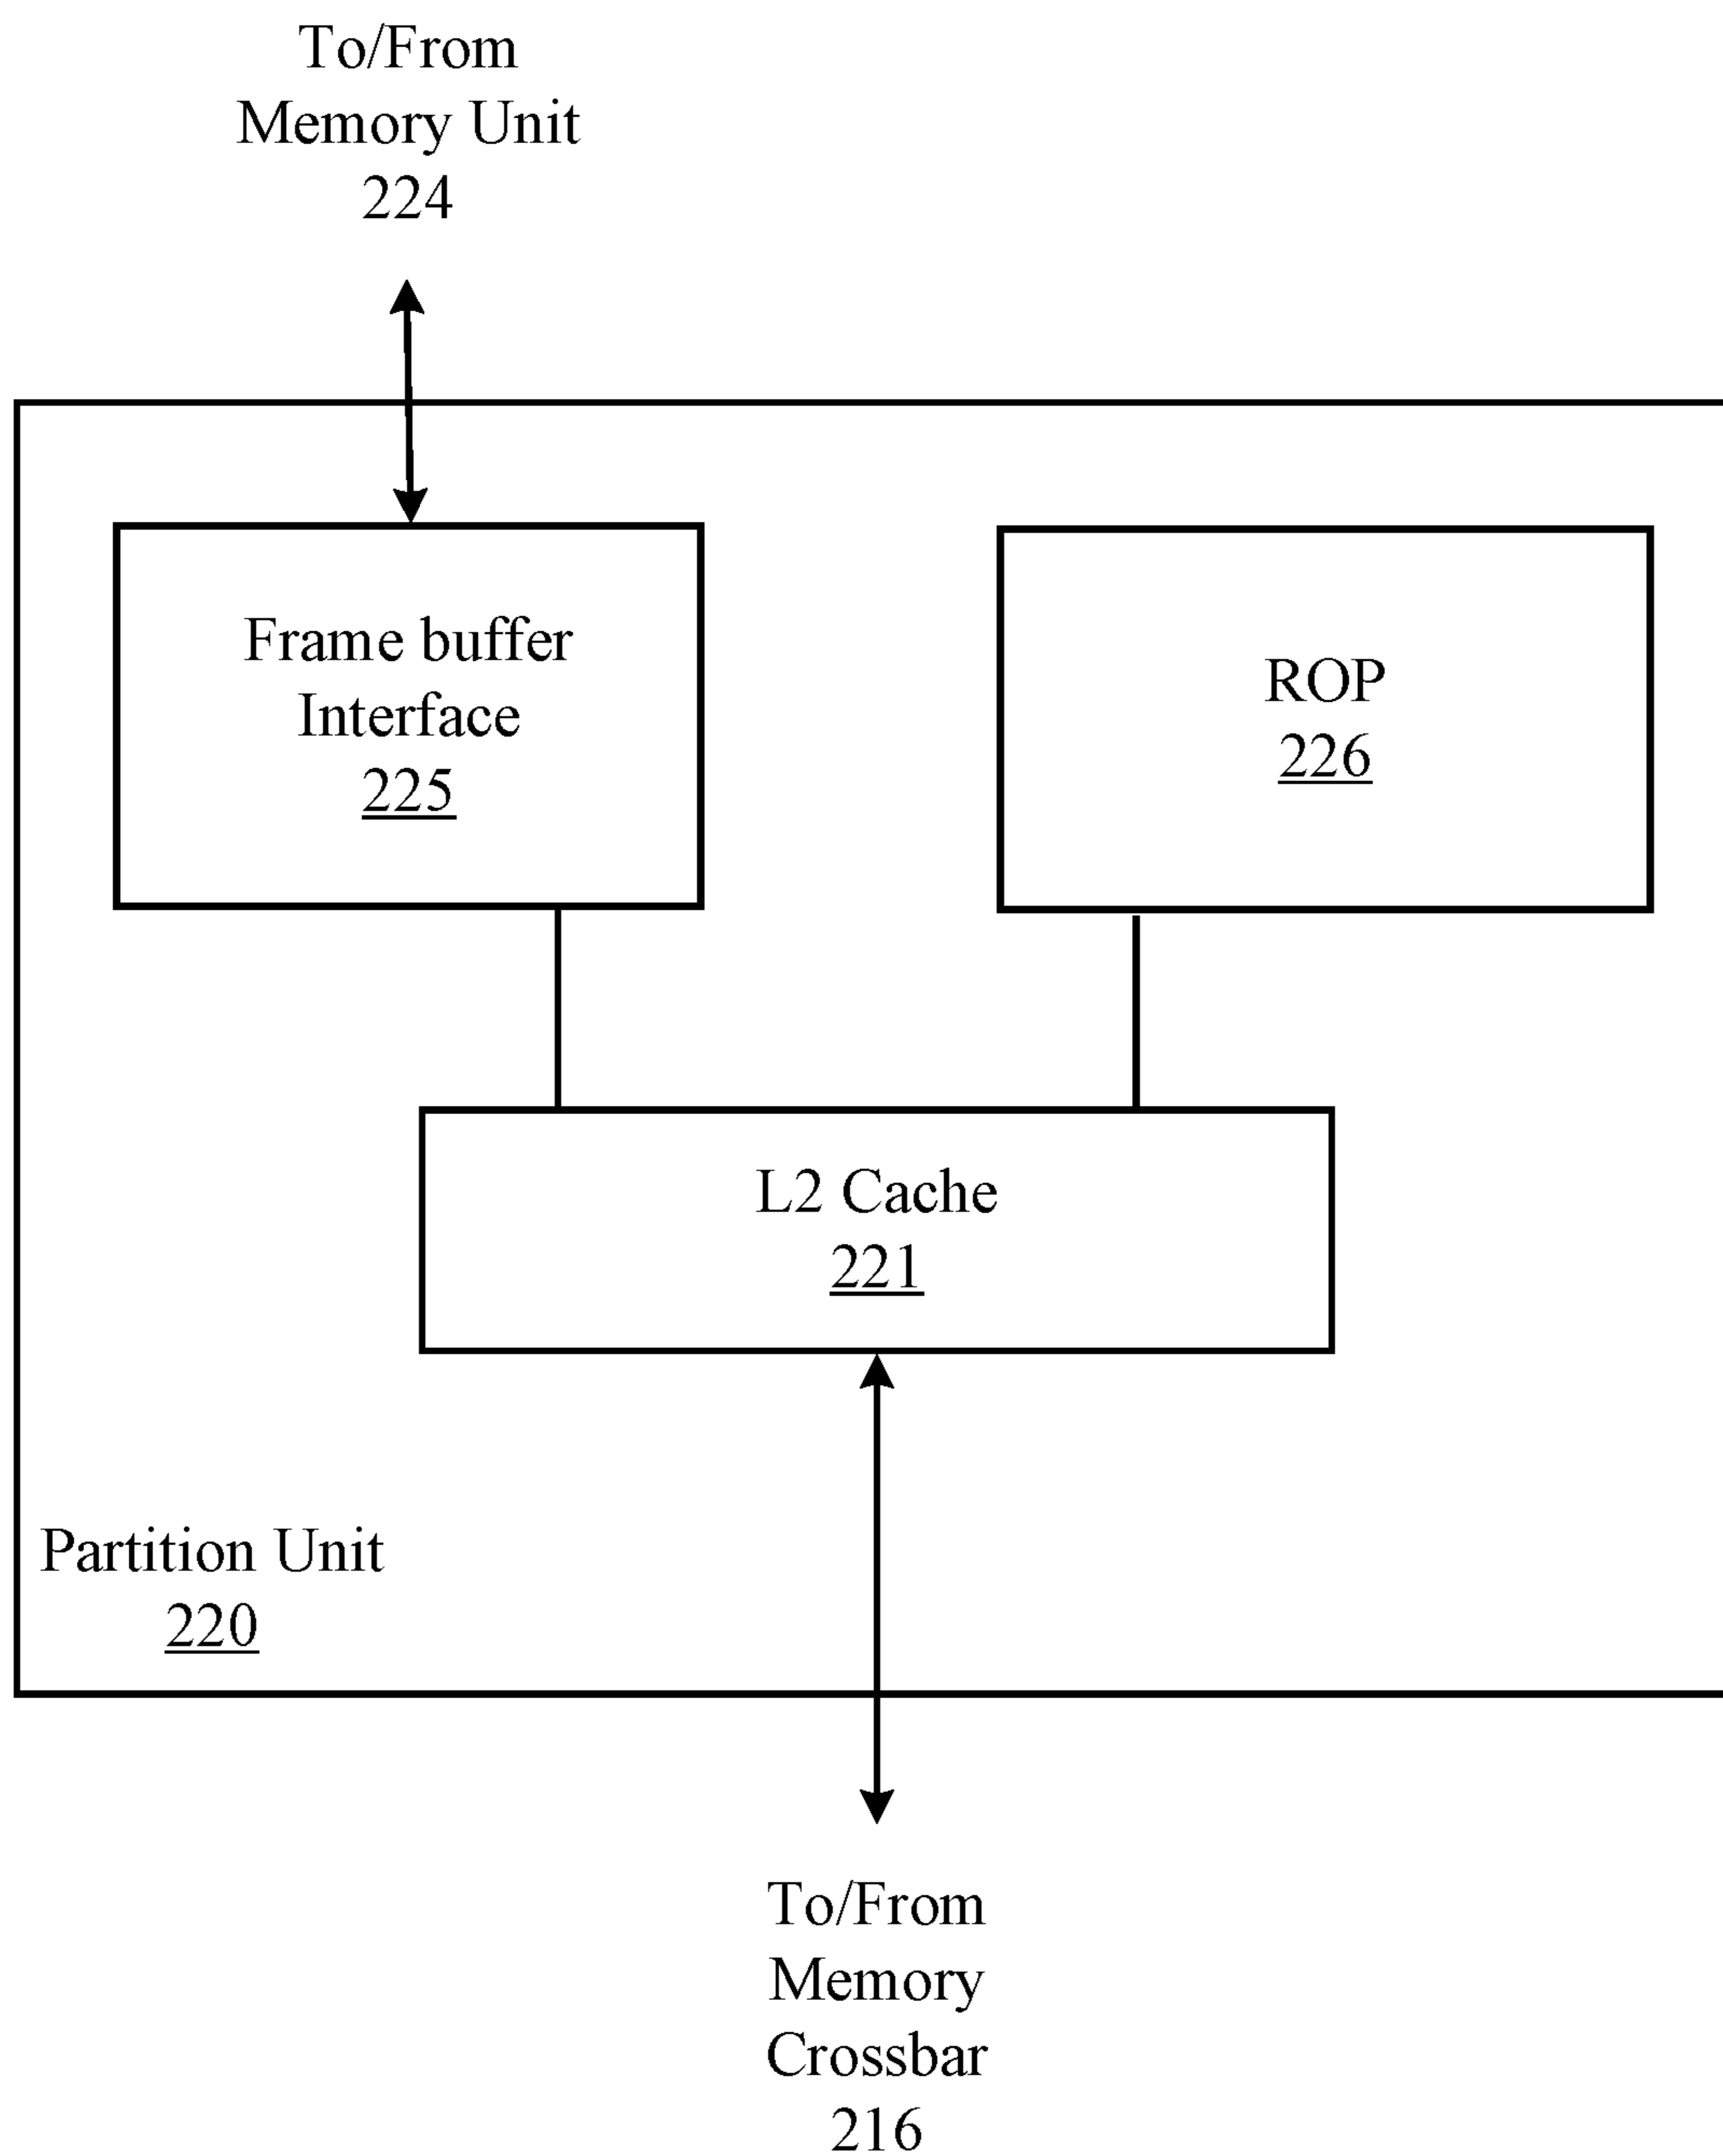 To/From
Memory Unit
224
Frame buffer
Interface
225
ROP
226
L2 Cache
221
Partition Unit
220
To/From
Memory
Crossbar
216